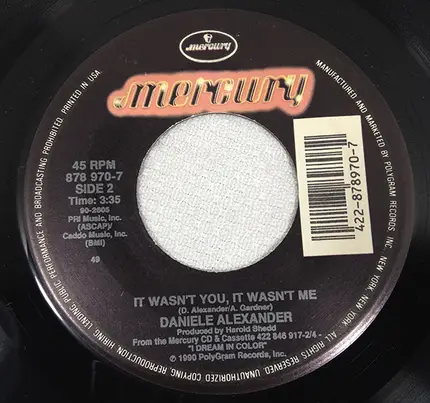 mercury
mercury
45 RPM
878 970-7
SIDE 2
Time: 3:35
90-2605
PRI Music, Inc.
(ASCAP)/
Caddo Music, Inc.
(BMI)
49
422-878970-7
IT WASN'T YOU, IT WASN'T ME
(D. Alexander/A. Gardner)
DANIELE ALEXANDER
Produced by Harold Shedd
From the Mercury CD & Cassette 422 846 917-2/4 -
"I DREAM IN COLOR"
℗ 1990 PolyGram Records, Inc.
MANUFACTURED AND MARKETED BY POLYGRAM RECORDS, INC.
ALL RIGHTS RESERVED. UNAUTHORIZED COPYING, REPRODUCTION, HIRING, LENDING, PUBLIC PERFORMANCE AND BROADCASTING PROHIBITED. PRINTED IN USA.